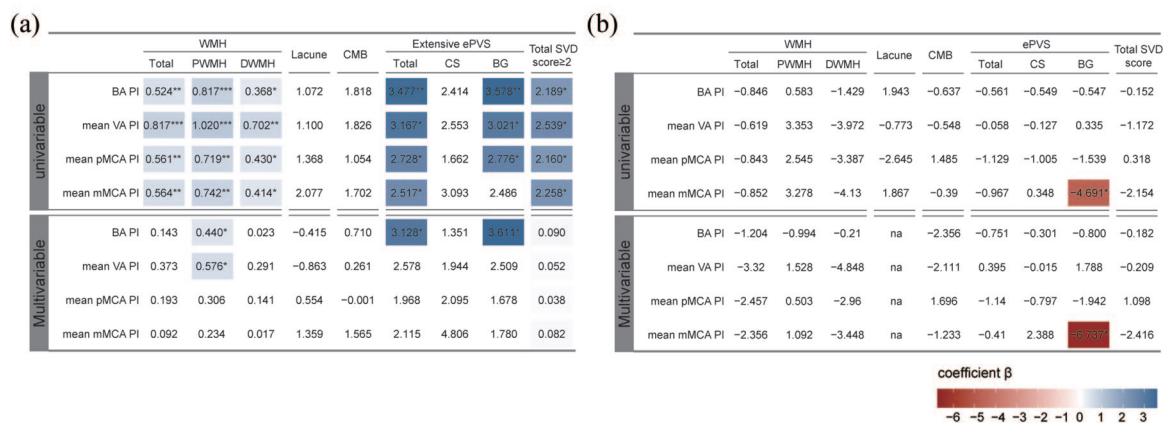 (a)
WMH Lacune CMB Extensive ePVS Total SVD score≥2
Total PWMH DWMH Total CS BG
univariable
BA PI 0.524** 0.817*** 0.368* 1.072 1.818 3.477** 2.414 3.578** 2.189*
mean VA PI 0.817*** 1.020*** 0.702** 1.100 1.826 3.167* 2.553 3.021* 2.539*
mean pMCA PI 0.561** 0.719** 0.430* 1.368 1.054 2.728* 1.662 2.776* 2.160*
mean mMCA PI 0.564** 0.742** 0.414* 2.077 1.702 2.517* 3.093 2.486 2.258*
Multivariable
BA PI 0.143 0.440* 0.023 −0.415 0.710 3.128* 1.351 3.611* 0.090
mean VA PI 0.373 0.576* 0.291 −0.863 0.261 2.578 1.944 2.509 0.052
mean pMCA PI 0.193 0.306 0.141 0.554 −0.001 1.968 2.095 1.678 0.038
mean mMCA PI 0.092 0.234 0.017 1.359 1.565 2.115 4.806 1.780 0.082
(b)
WMH Lacune CMB ePVS Total SVD score
Total PWMH DWMH Total CS BG
univariable
BA PI −0.846 0.583 −1.429 1.943 −0.637 −0.561 −0.549 −0.547 −0.152
mean VA PI −0.619 3.353 −3.972 −0.773 −0.548 −0.058 −0.127 0.335 −1.172
mean pMCA PI −0.843 2.545 −3.387 −2.645 1.485 −1.129 −1.005 −1.539 0.318
mean mMCA PI −0.852 3.278 −4.13 1.867 −0.39 −0.967 0.348 −4.691* −2.154
Multivariable
BA PI −1.204 −0.994 −0.21 na −2.356 −0.751 −0.301 −0.800 −0.182
mean VA PI −3.32 1.528 −4.848 na −2.111 0.395 −0.015 1.788 −0.209
mean pMCA PI −2.457 0.503 −2.96 na 1.696 −1.14 −0.797 −1.942 1.098
mean mMCA PI −2.356 1.092 −3.448 na −1.233 −0.41 2.388 −6.737* −2.416
coefficient β
−6 −5 −4 −3 −2 −1 0 1 2 3